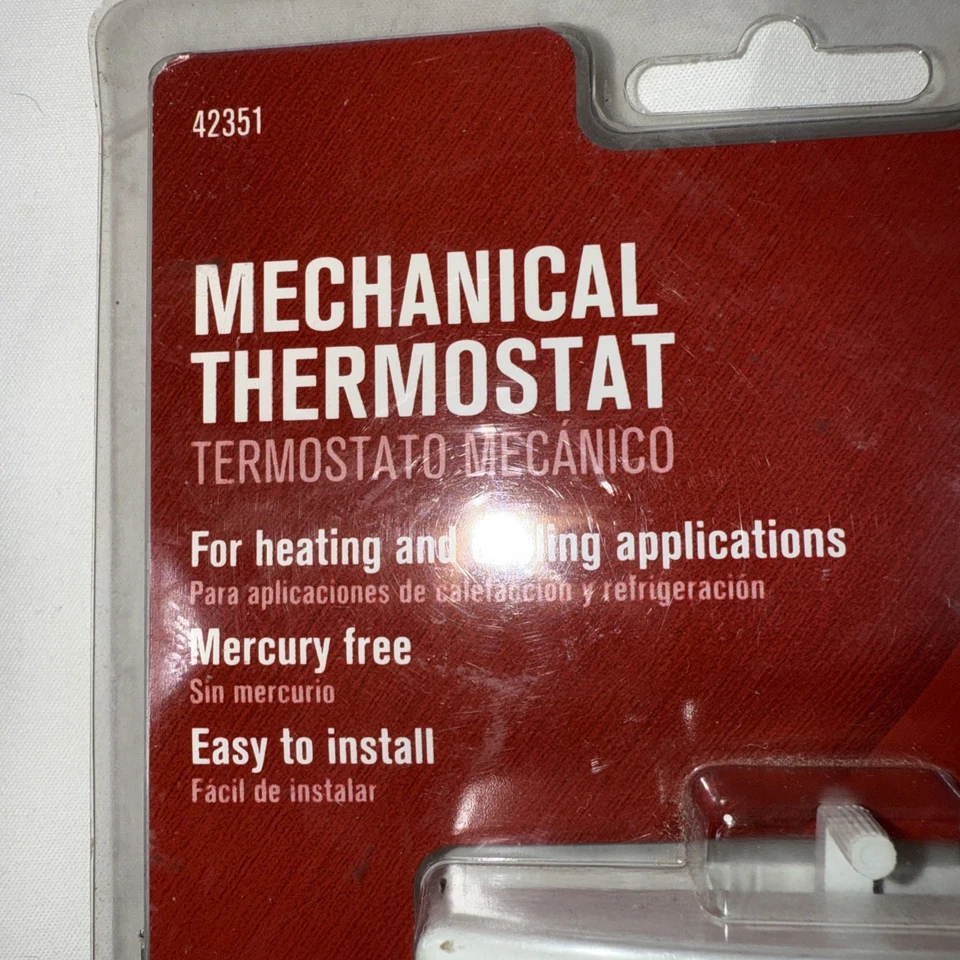 42351
MECHANICAL
THERMOSTAT
TERMOSTATO MECÁNICO
For heating and cooling applications
Para aplicaciones de calefacción y refrigeración
Mercury free
Sin mercurio
Easy to install
Fácil de instalar